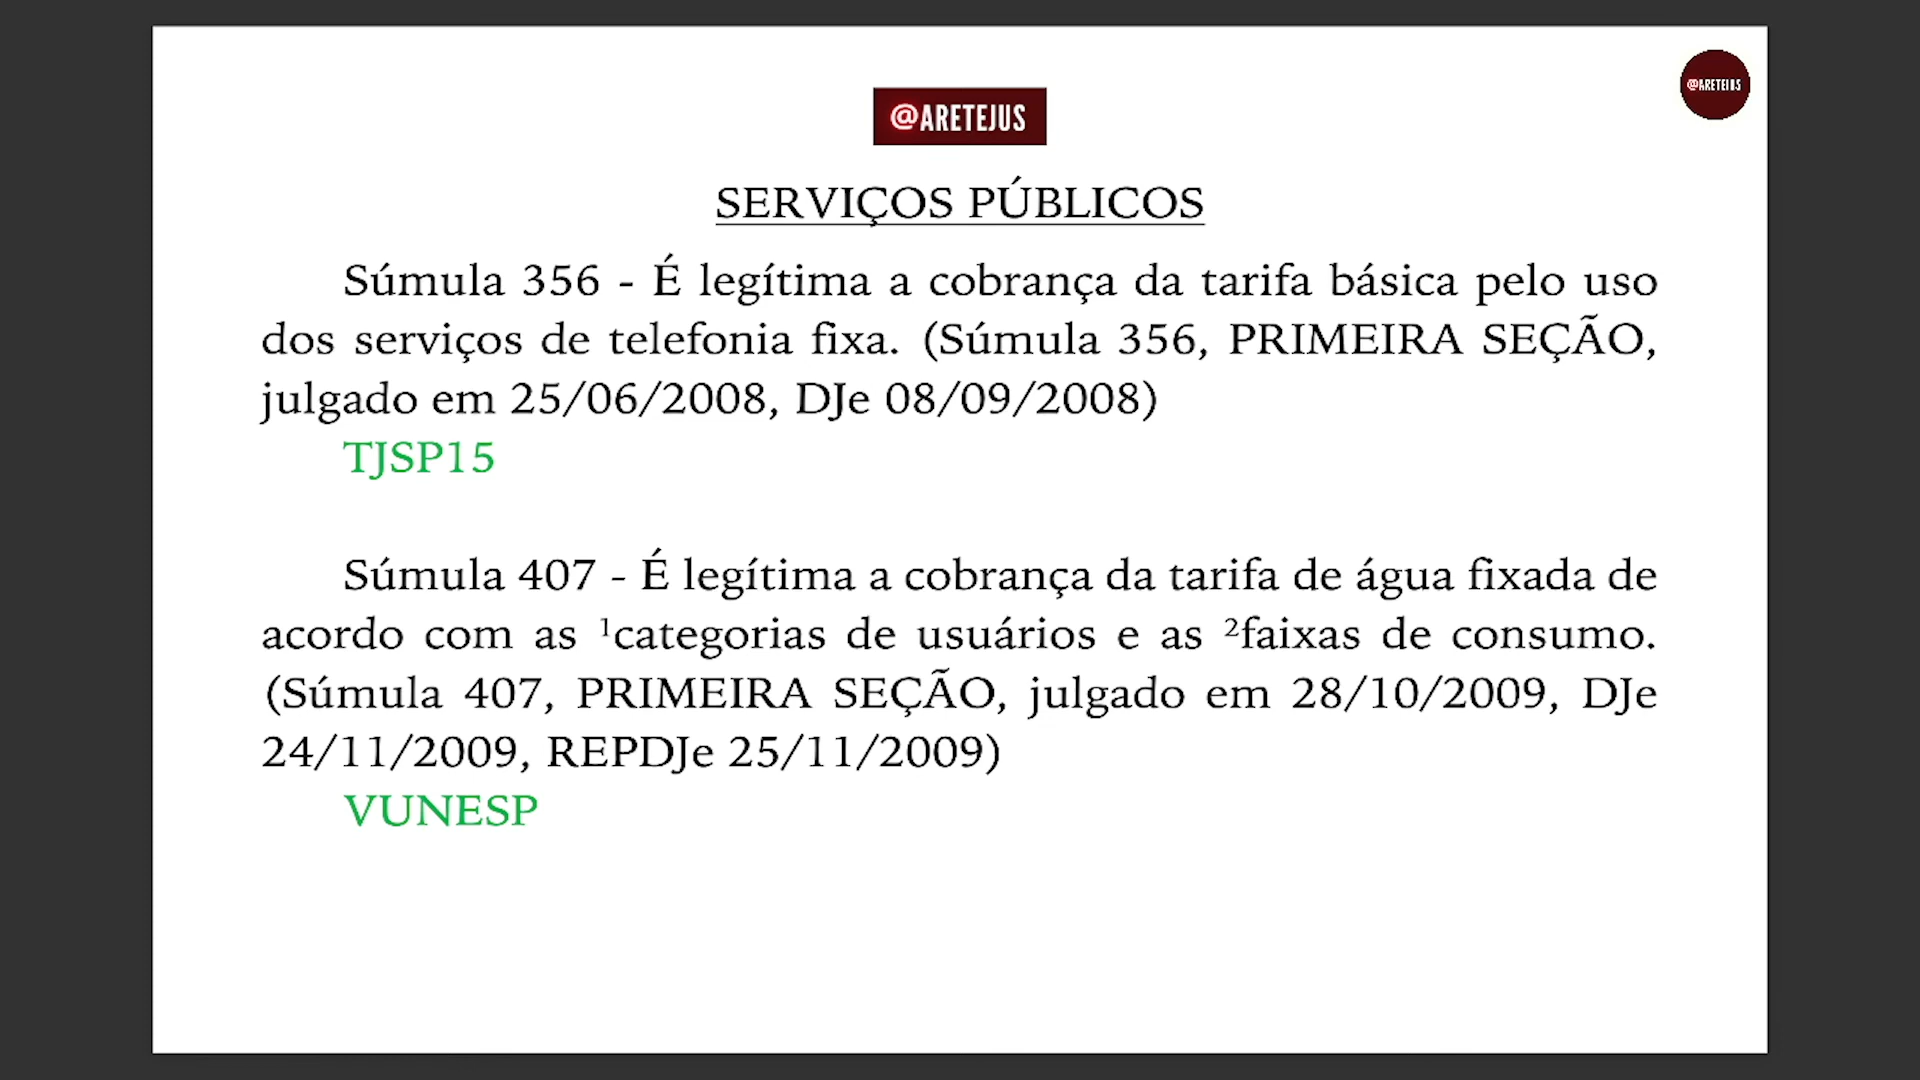 @ARETEJUS
@ARETEJUS
SERVIÇOS PÚBLICOS
Súmula 356 - É legítima a cobrança da tarifa básica pelo uso
dos serviços de telefonia fixa. (Súmula 356, PRIMEIRA SEÇÃO,
julgado em 25/06/2008, DJe 08/09/2008)
TJSP15
Súmula 407 - É legítima a cobrança da tarifa de água fixada de
acordo com as ¹categorias de usuários e as ²faixas de consumo.
(Súmula 407, PRIMEIRA SEÇÃO, julgado em 28/10/2009, DJe
24/11/2009, REPDJe 25/11/2009)
VUNESP